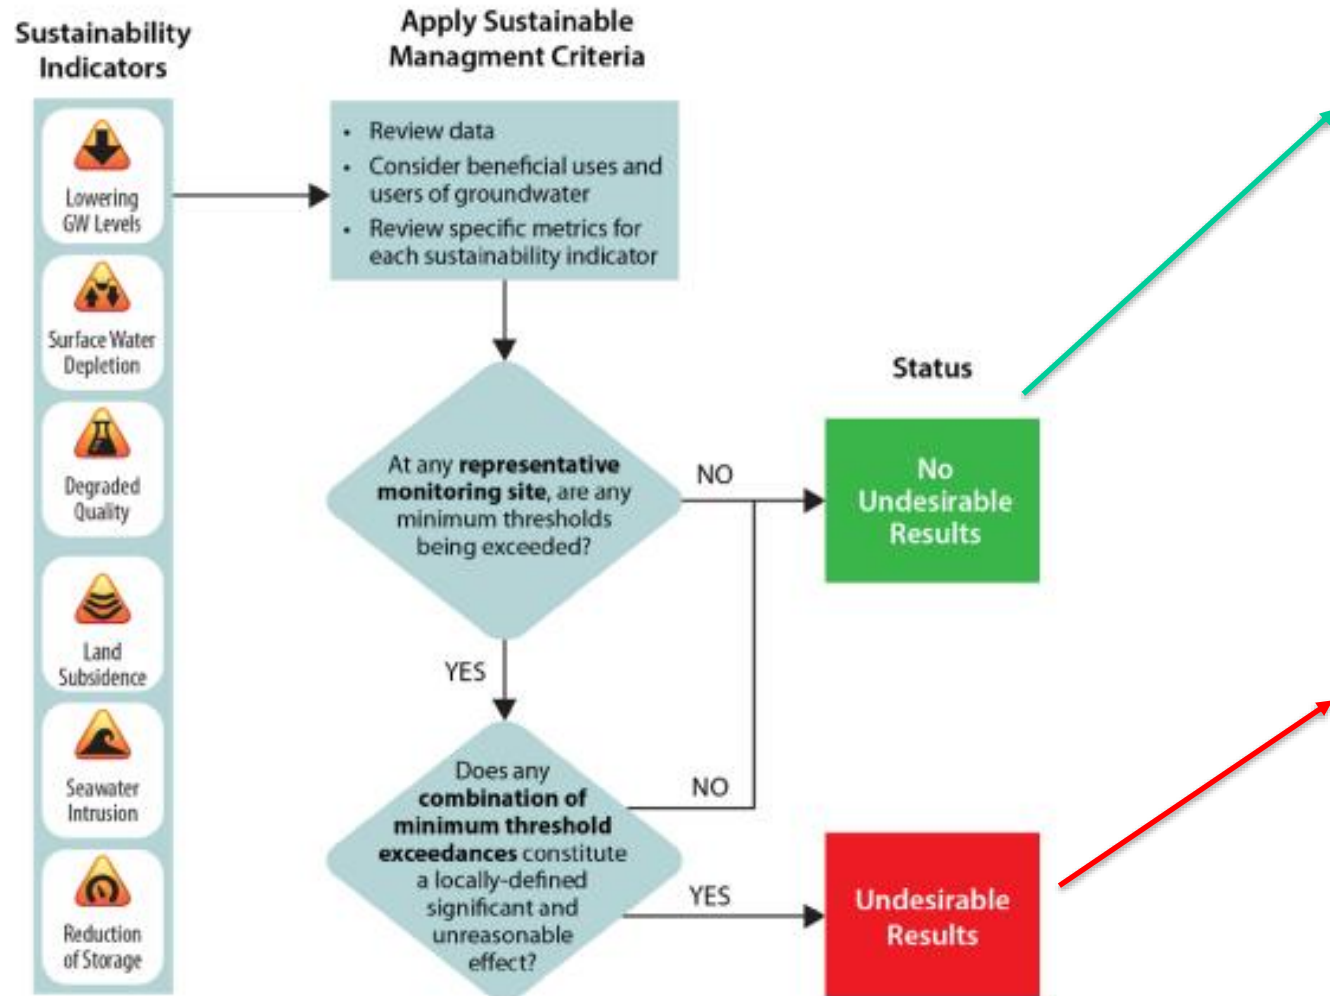 Sustainability
Indicators
Lowering
GW Levels
Surface Water
Depletion
Degraded
Quality
Land
Subsidence
Seawater
Intrusion
Reduction
of Storage
Apply Sustainable
Managment Criteria
• Review data
• Consider beneficial uses and
users of groundwater
• Review specific metrics for
each sustainability indicator
At any representative
monitoring site, are any
minimum thresholds
being exceeded?
NO
YES
Does any
combination of
minimum threshold
exceedances constitute
a locally-defined
significant and
unreasonable
effect?
NO
YES
Status
No
Undesirable
Results
Undesirable
Results